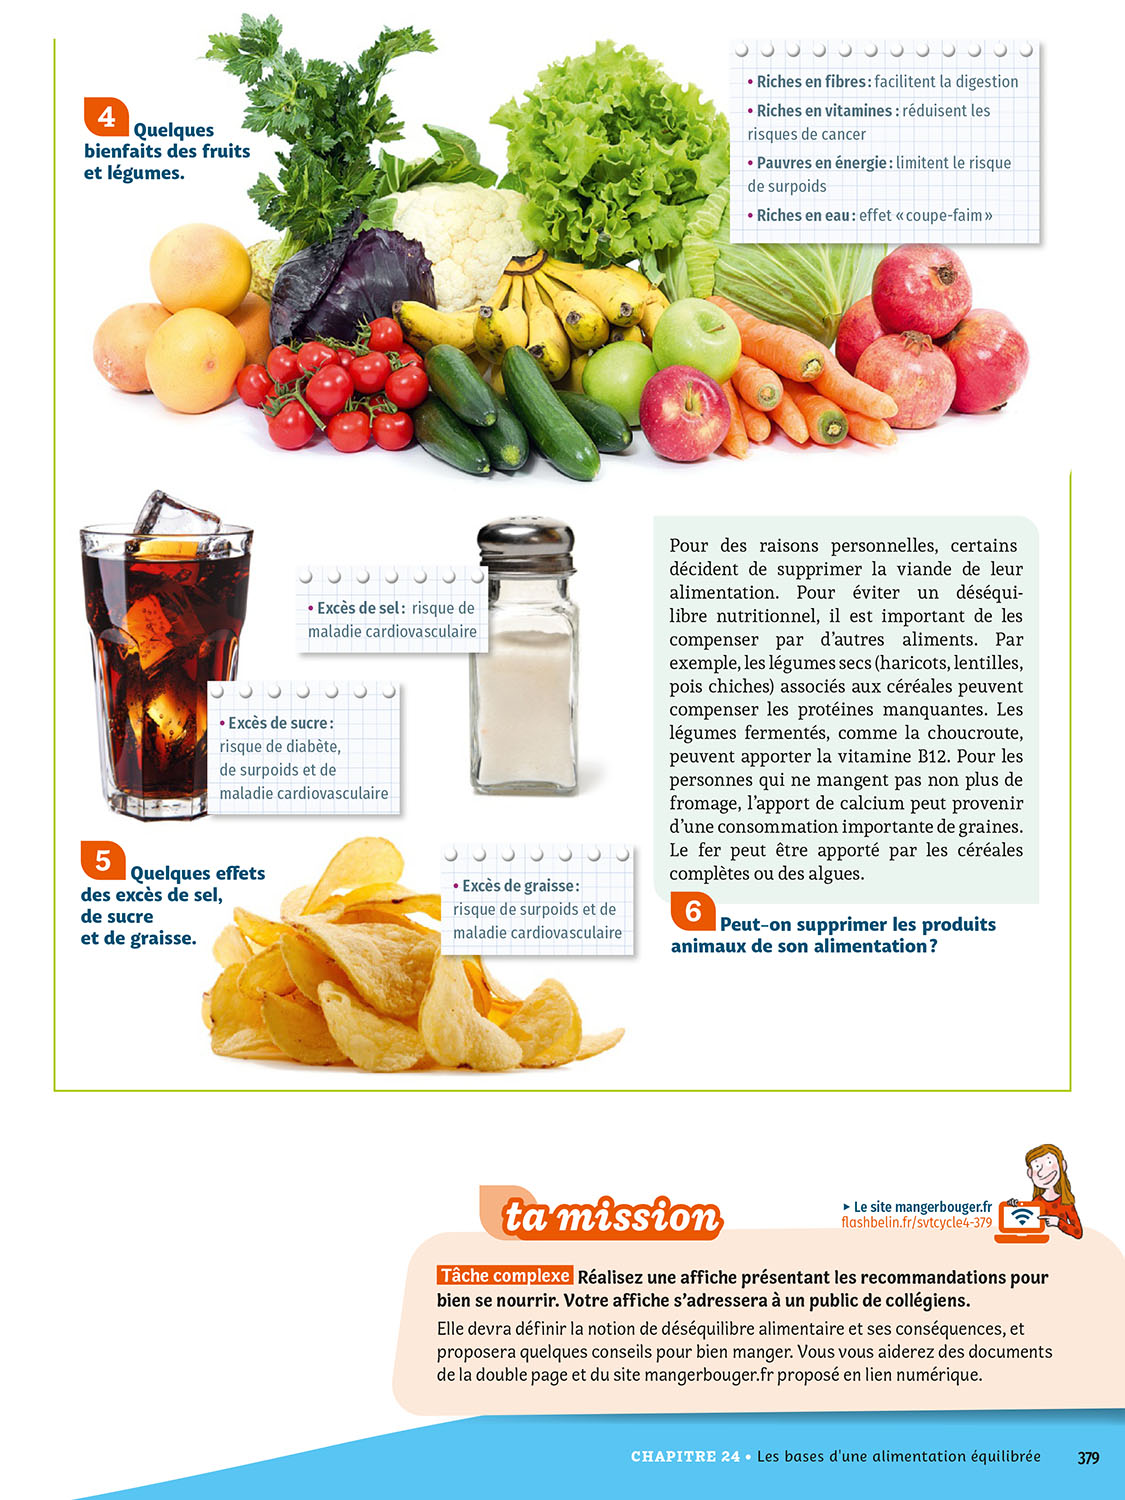 4 Quelques
bienfaits des fruits
et légumes.
• Riches en fibres : facilitent la digestion
• Riches en vitamines : réduisent les
risques de cancer
• Pauvres en énergie : limitent le risque
de surpoids
• Riches en eau : effet « coupe-faim »
• Excès de sel : risque de
maladie cardiovasculaire
• Excès de sucre :
risque de diabète,
de surpoids et de
maladie cardiovasculaire
5 Quelques effets
des excès de sel,
de sucre
et de graisse.
• Excès de graisse :
risque de surpoids et de
maladie cardiovasculaire
Pour des raisons personnelles, certains
décident de supprimer la viande de leur
alimentation. Pour éviter un déséqui-
libre nutritionnel, il est important de les
compenser par d'autres aliments. Par
exemple, les légumes secs (haricots, lentilles,
pois chiches) associés aux céréales peuvent
compenser les protéines manquantes. Les
légumes fermentés, comme la choucroute,
peuvent apporter la vitamine B12. Pour les
personnes qui ne mangent pas non plus de
fromage, l'apport de calcium peut provenir
d'une consommation importante de graines.
Le fer peut être apporté par les céréales
complètes ou des algues.
6 Peut-on supprimer les produits
animaux de son alimentation ?
ta mission
▸ Le site mangerbouger.fr
flashbelin.fr/svtcycle4-379
Tâche complexe Réalisez une affiche présentant les recommandations pour
bien se nourrir. Votre affiche s'adressera à un public de collégiens.
Elle devra définir la notion de déséquilibre alimentaire et ses conséquences, et
proposera quelques conseils pour bien manger. Vous vous aiderez des documents
de la double page et du site mangerbouger.fr proposé en lien numérique.
CHAPITRE 24 • Les bases d'une alimentation équilibrée 379